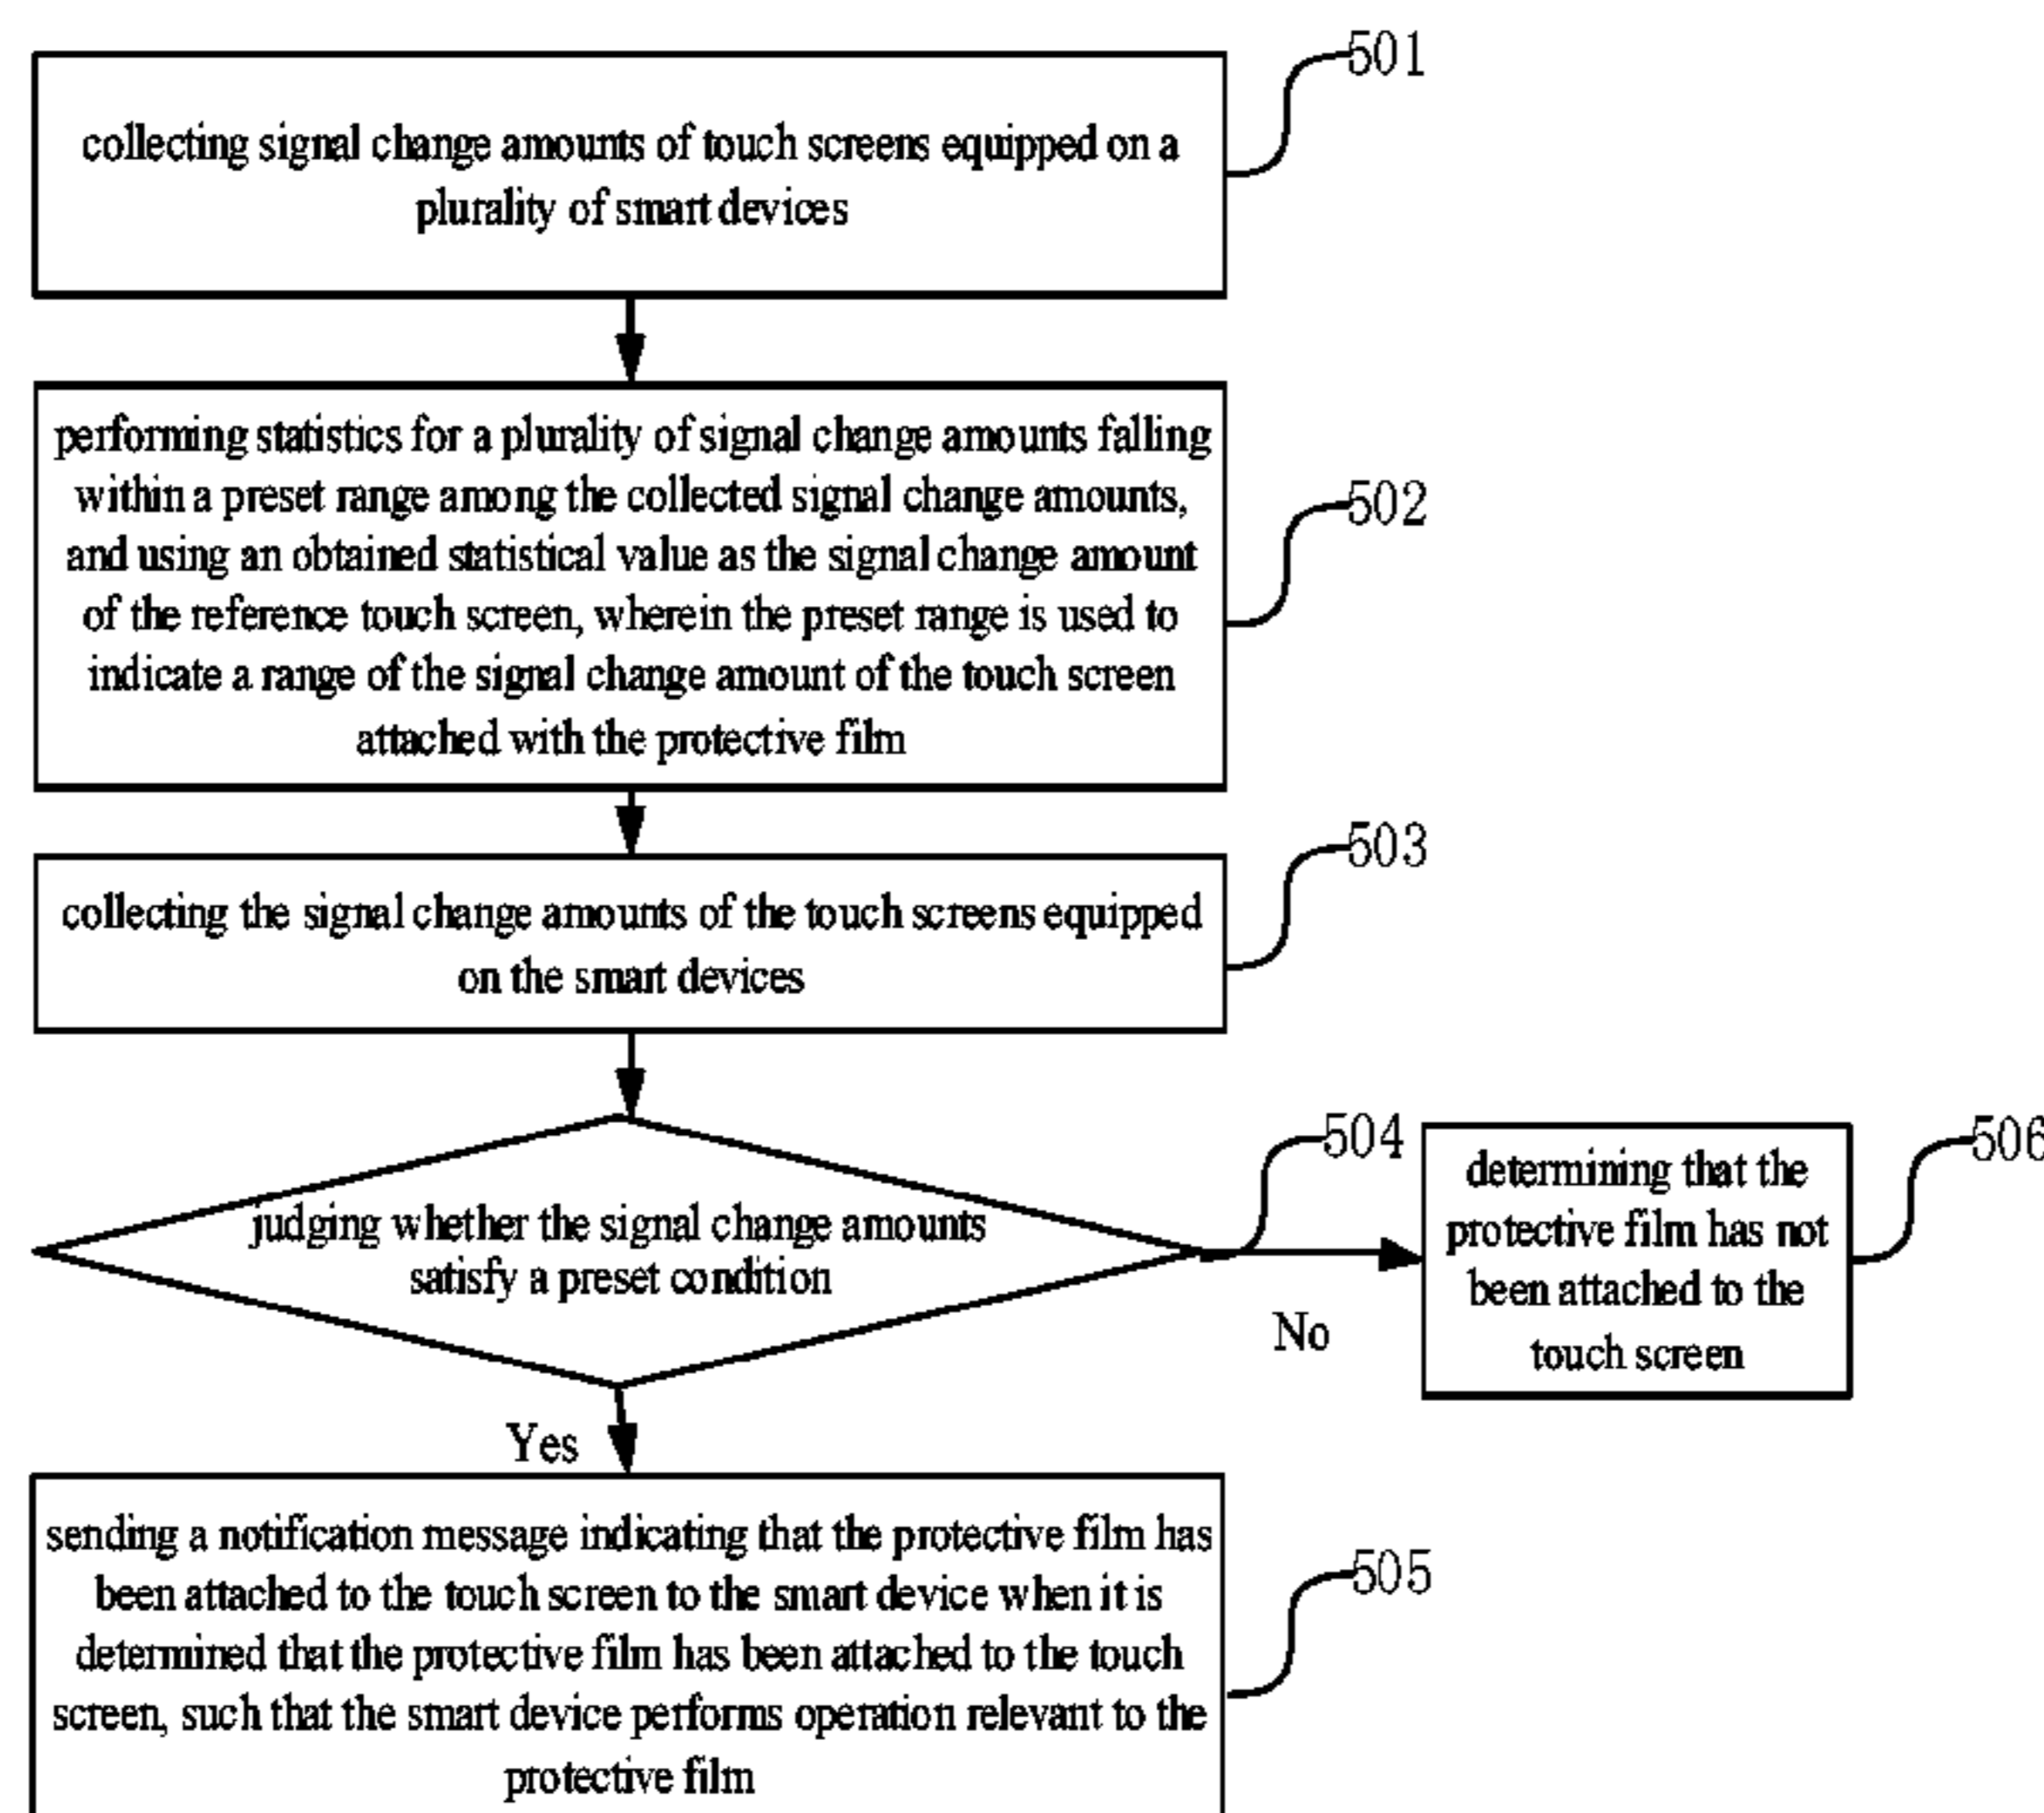 501
collecting signal change amounts of touch screens equipped on a
plurality of smart devices
performing statistics for a plurality of signal change amounts falling
within a preset range among the collected signal change amounts,
and using an obtained statistical value as the signal change amount
of the reference touch screen, wherein the preset range is used to
indicate a range of the signal change amount of the touch screen
attached with the protective film
502
503
collecting the signal change amounts of the touch screens equipped
on the smart devices
504
judging whether the signal change amounts
satisfy a preset condition
506
determining that the
protective film has not
been attached to the
touch screen
No
Yes
sending a notification message indicating that the protective film has
been attached to the touch screen to the smart device when it is
determined that the protective film has been attached to the touch
screen, such that the smart device performs operation relevant to the
protective film
505